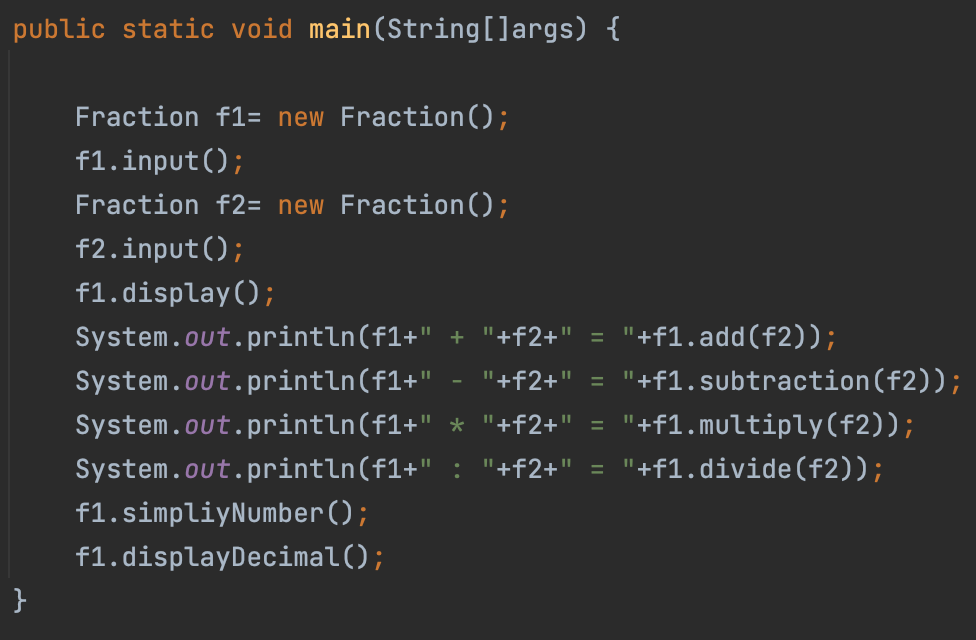 public static void main(String[]args) {
Fraction f1= new Fraction();
f1.input();
Fraction f2= new Fraction();
f2.input();
f1.display();
System.out.println(f1+" + "+f2+" = "+f1.add(f2));
System.out.println(f1+" - "+f2+" = "+f1.subtraction(f2));
System.out.println(f1+" * "+f2+" = "+f1.multiply(f2));
System.out.println(f1+" : "+f2+" = "+f1.divide(f2));
f1.simpliyNumber();
f1.displayDecimal();
}